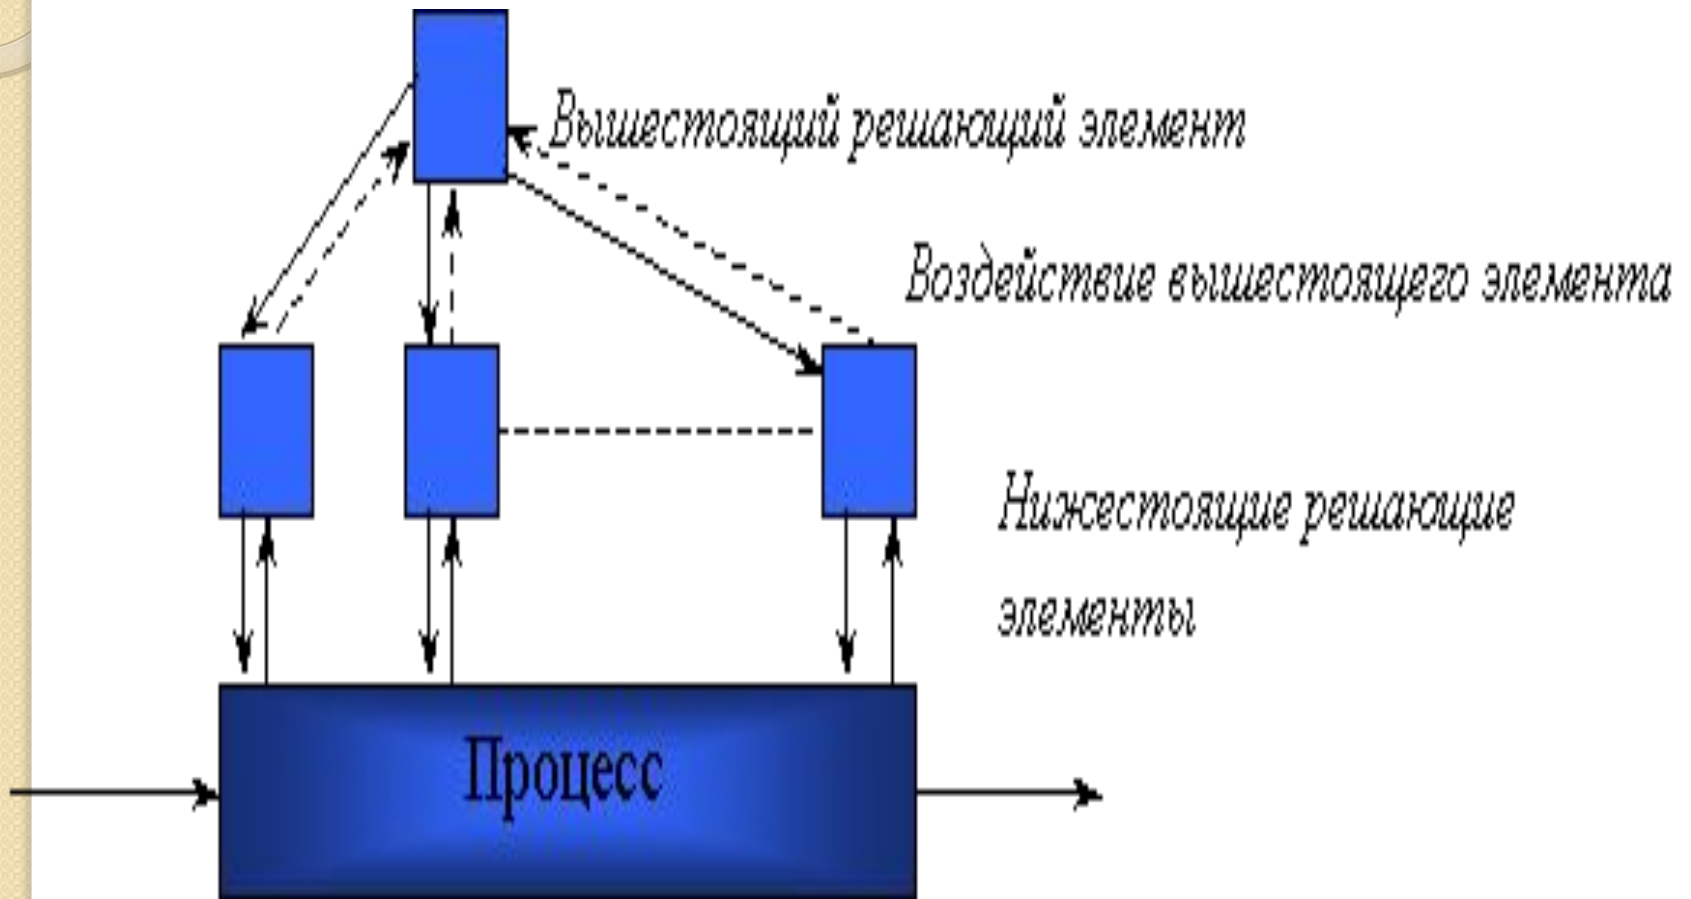 Вышестоящий решающий элемент
Воздействие вышестоящего элемента
Нижестоящие решающие
элементы
Процесс